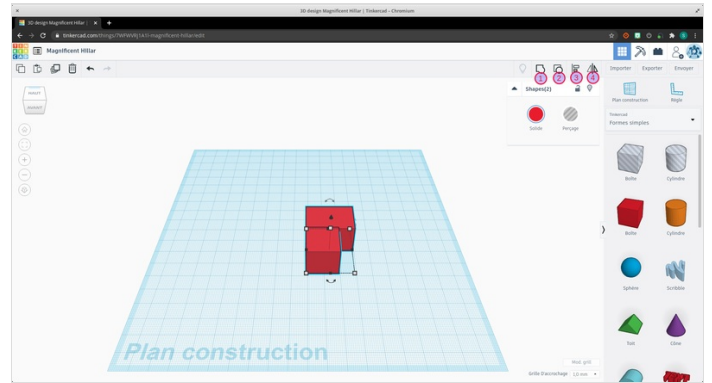 3D design Magnificent Hillar | Tinkercad - Chromium
3D design Magnificent Hillar |
tinkercad.com/things/
Magnificent Hillar
1 2 3 4
Importer Exporter Envoyer
Shapes(2)
Solide Perçage
Plan construction Règle
Tinkercad
Formes simples
Boîte Cylindre
Boîte Cylindre
Sphère Scribble
Toit Cône
Plan construction
Mod. grill.
Grille D'accrochage 1,0 mm